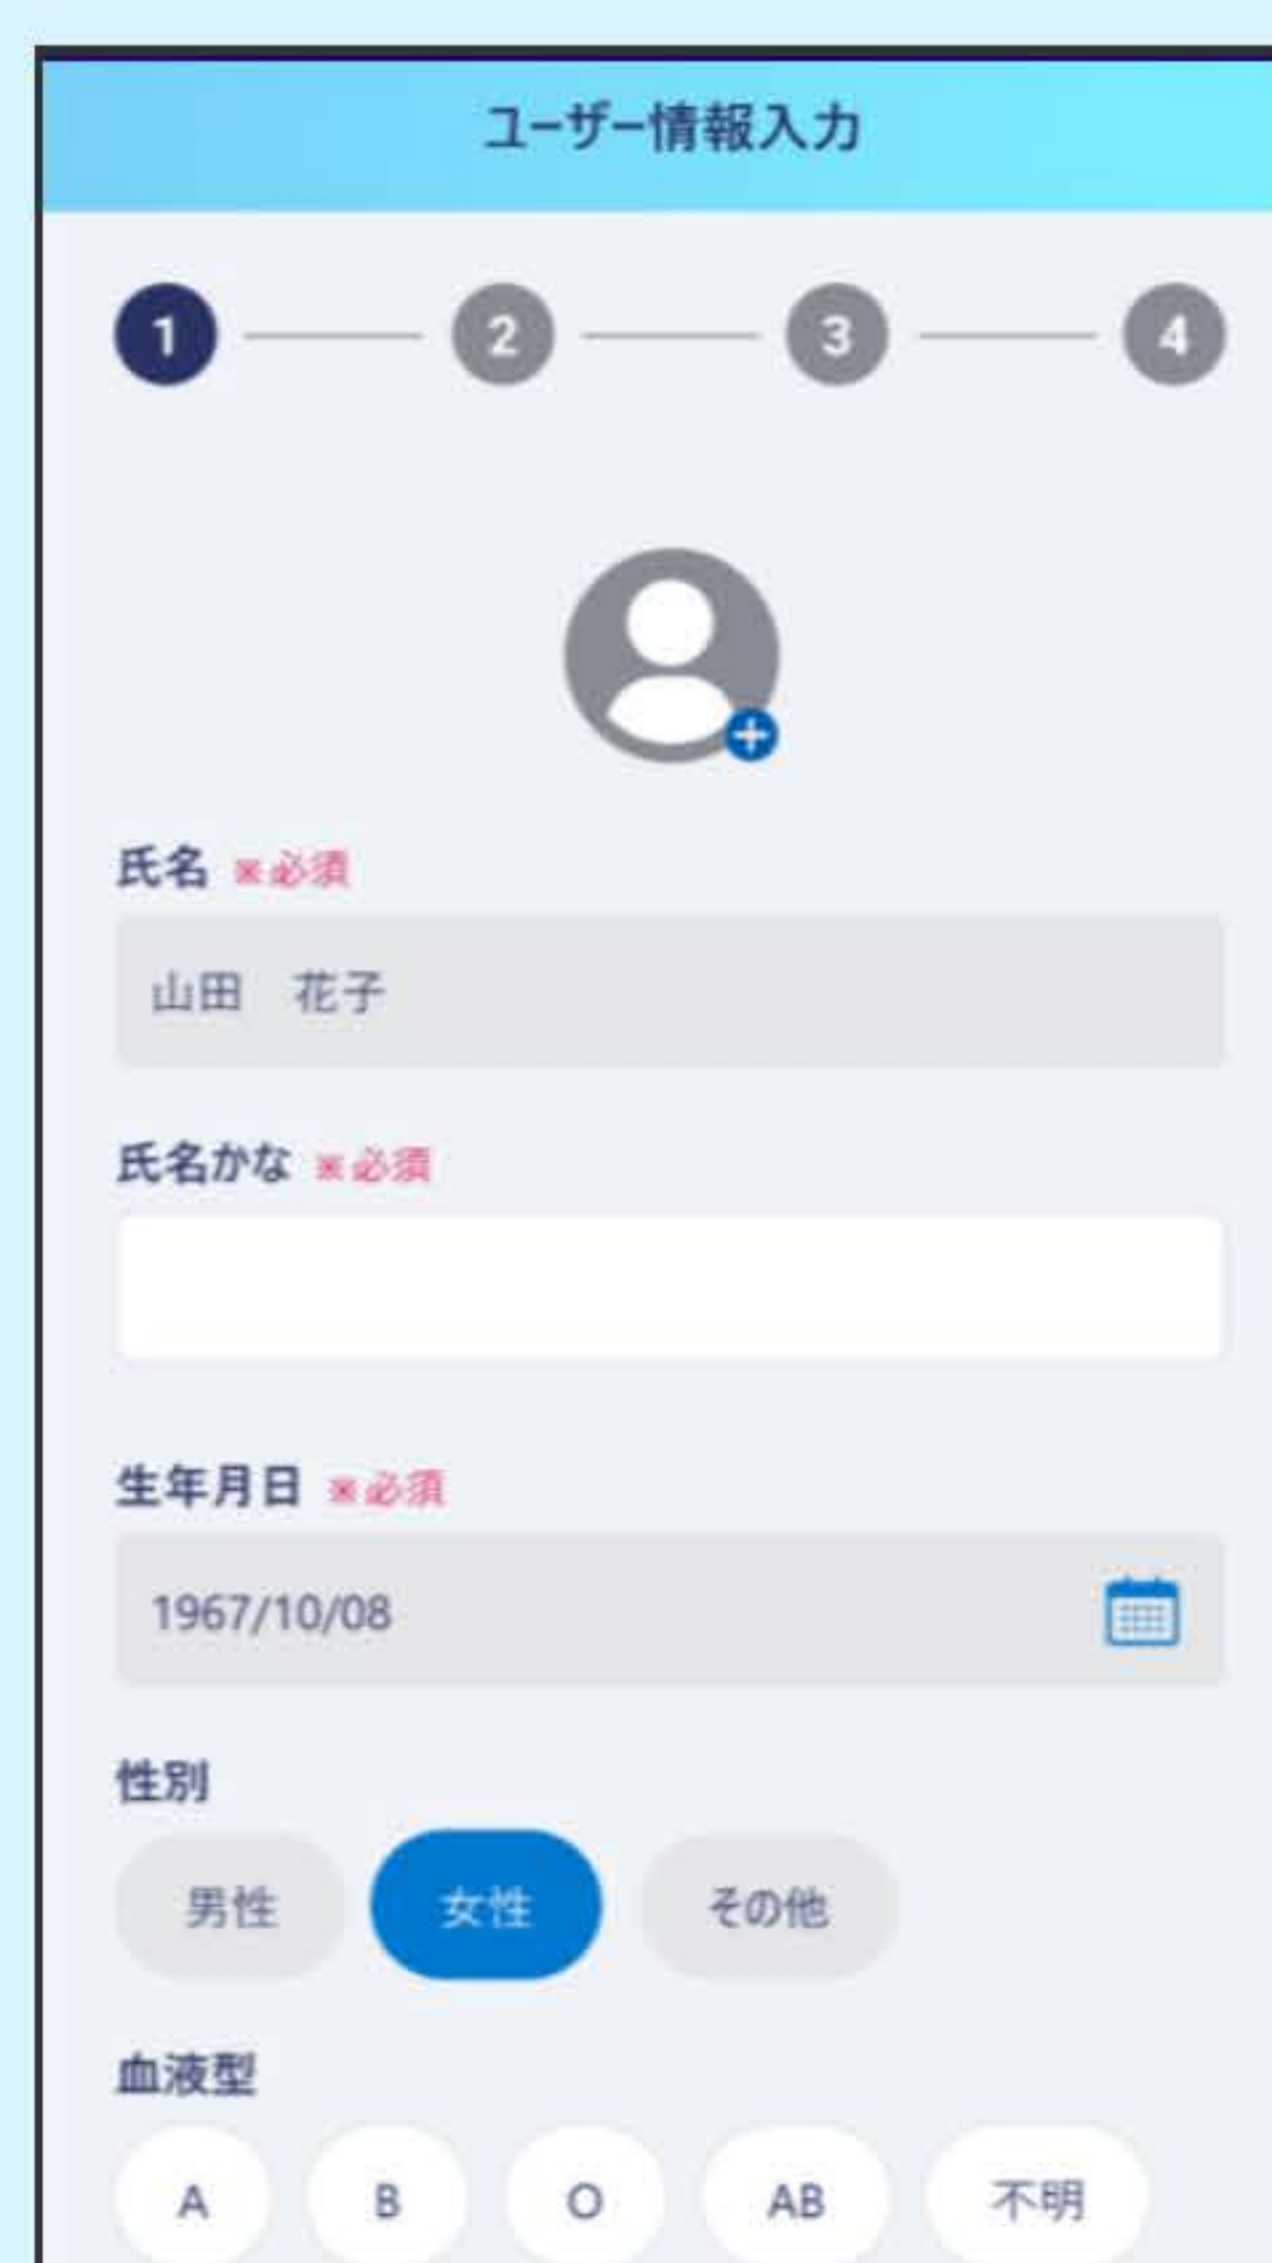 ユーザー情報入力
1 2 3 4
氏名 ※必須
山田　花子
氏名かな ※必須
生年月日 ※必須
1967/10/08
性別
男性 女性 その他
血液型
A B O AB 不明